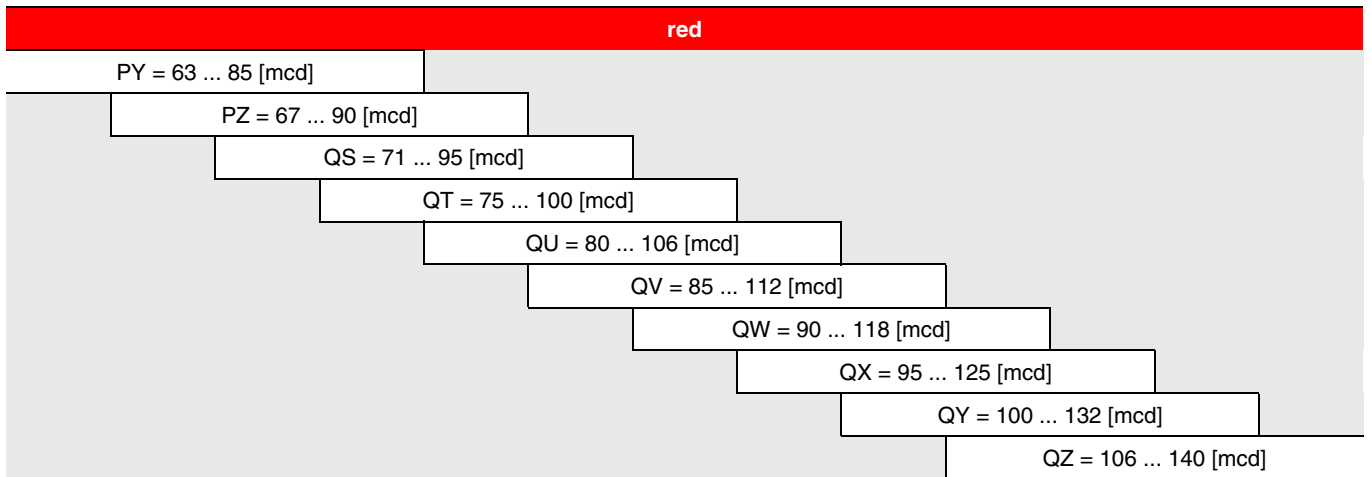 red
PY = 63 ... 85 [mcd]
PZ = 67 ... 90 [mcd]
QS = 71 ... 95 [mcd]
QT = 75 ... 100 [mcd]
QU = 80 ... 106 [mcd]
QV = 85 ... 112 [mcd]
QW = 90 ... 118 [mcd]
QX = 95 ... 125 [mcd]
QY = 100 ... 132 [mcd]
QZ = 106 ... 140 [mcd]